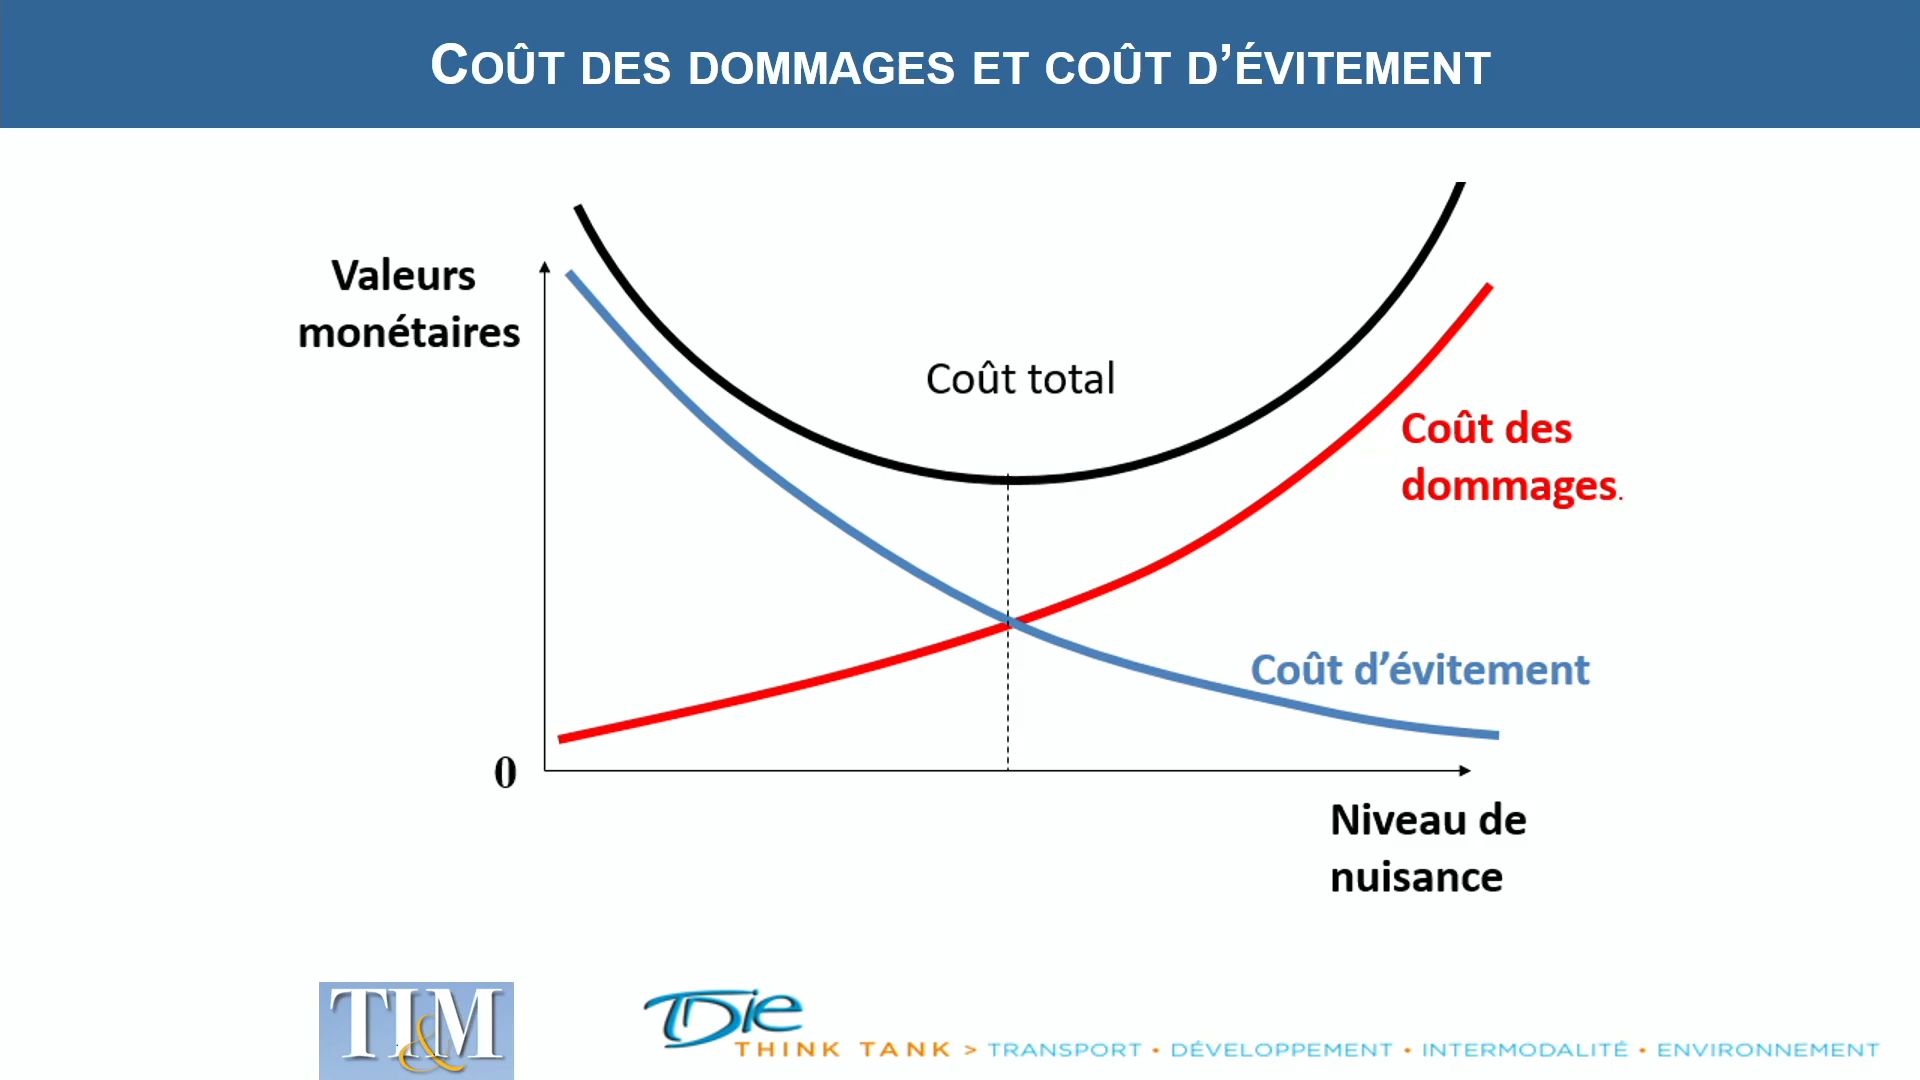 COÛT DES DOMMAGES ET COÛT D’ÉVITEMENT
Valeurs
monétaires
Coût total
Coût des
dommages.
Coût d’évitement
0
Niveau de
nuisance
TI&M
TDie
THINK TANK > TRANSPORT • DÉVELOPPEMENT • INTERMODALITÉ • ENVIRONNEMENT